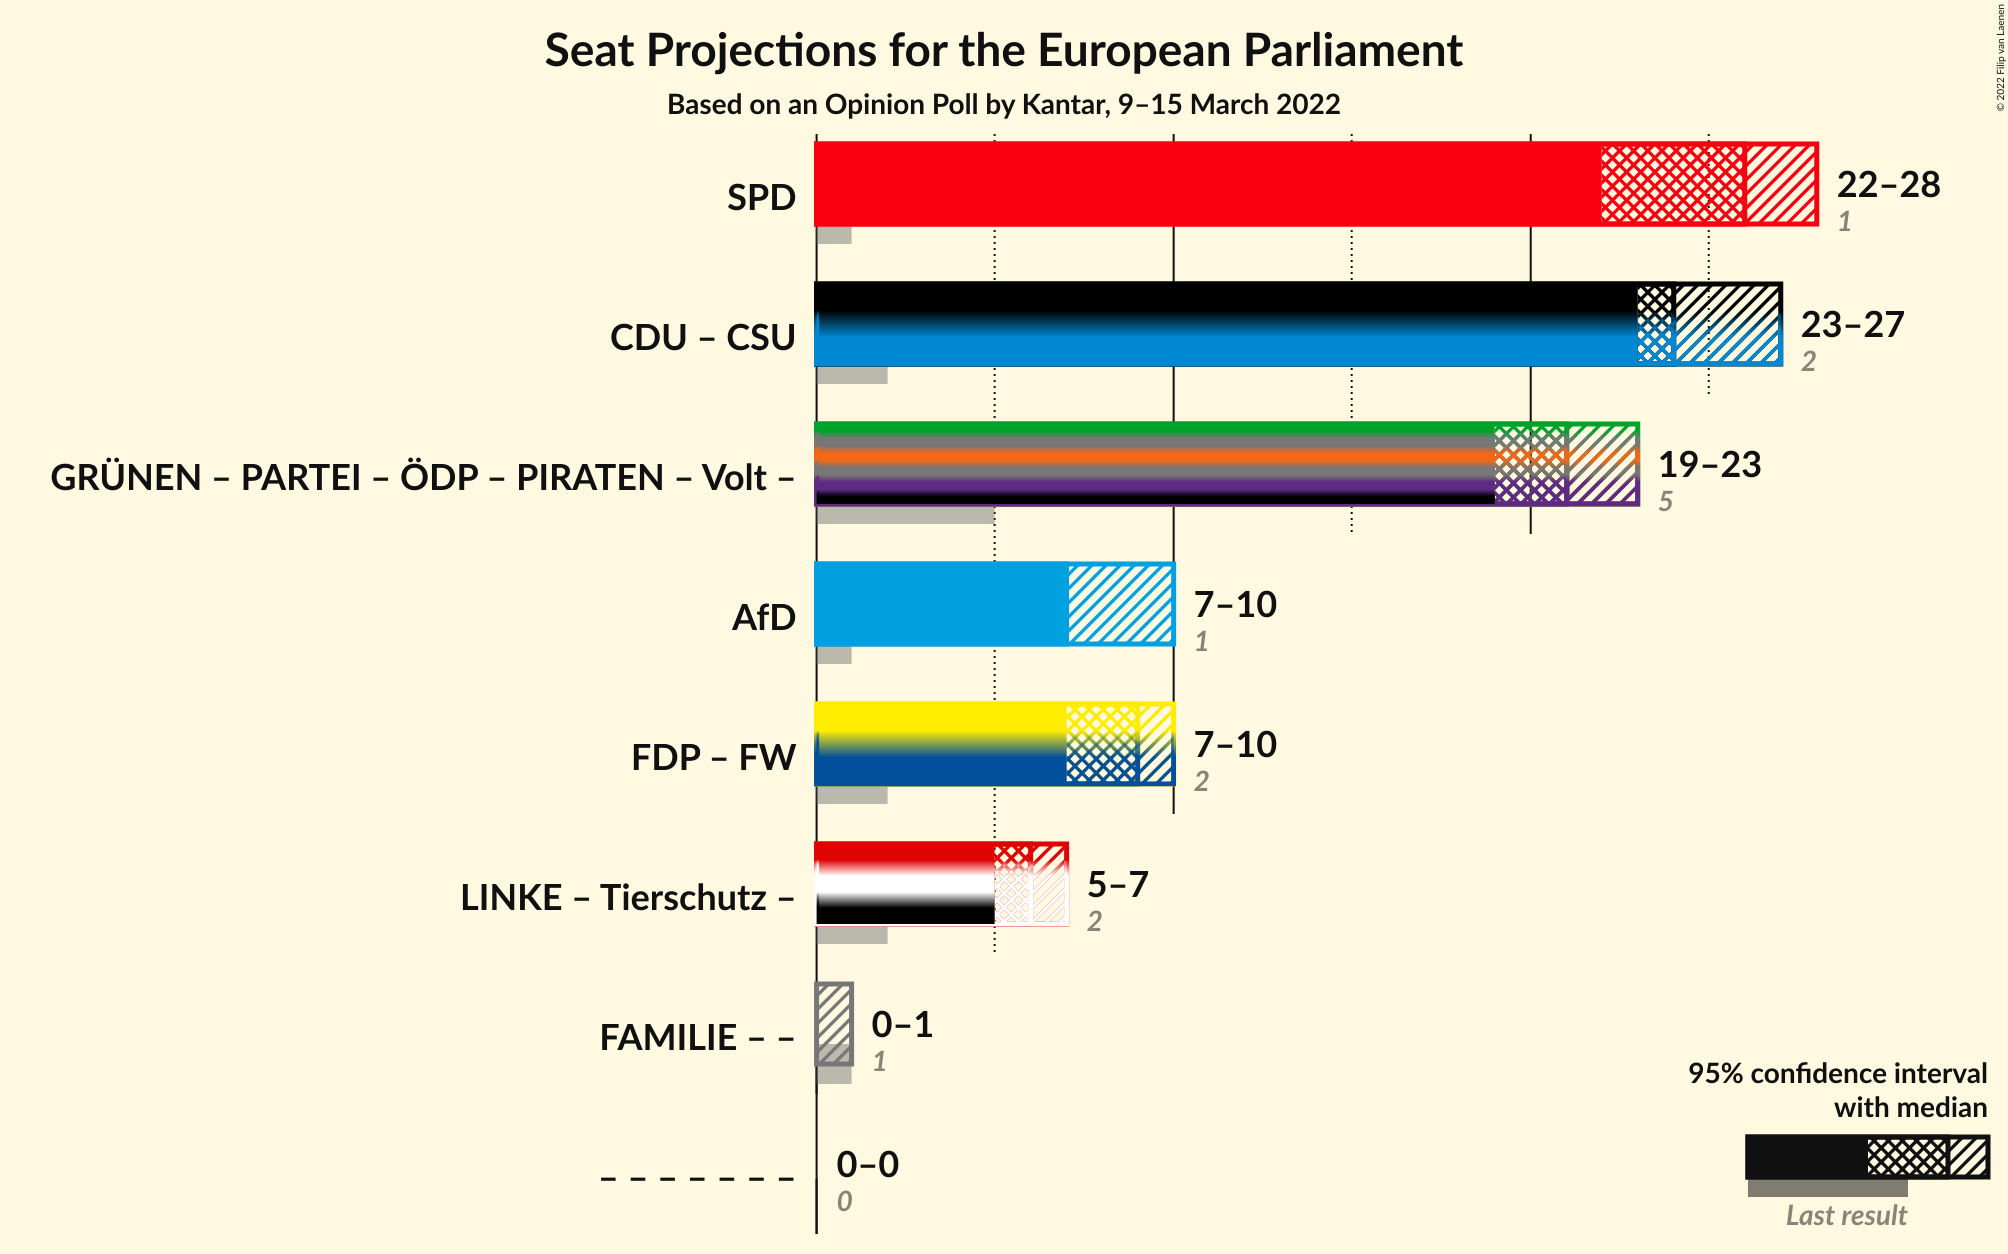 Seat Projections for the European Parliament
Based on an Opinion Poll by Kantar, 9–15 March 2022
© 2022 Filip van Laenen
SPD
22–28
1
CDU – CSU
23–27
2
GRÜNEN – PARTEI – ÖDP – PIRATEN – Volt –
19–23
5
AfD
7–10
1
FDP – FW
7–10
2
LINKE – Tierschutz –
5–7
2
FAMILIE – –
0–1
1
– – – – – – –
0–0
0
95% confidence interval
with median
Last result